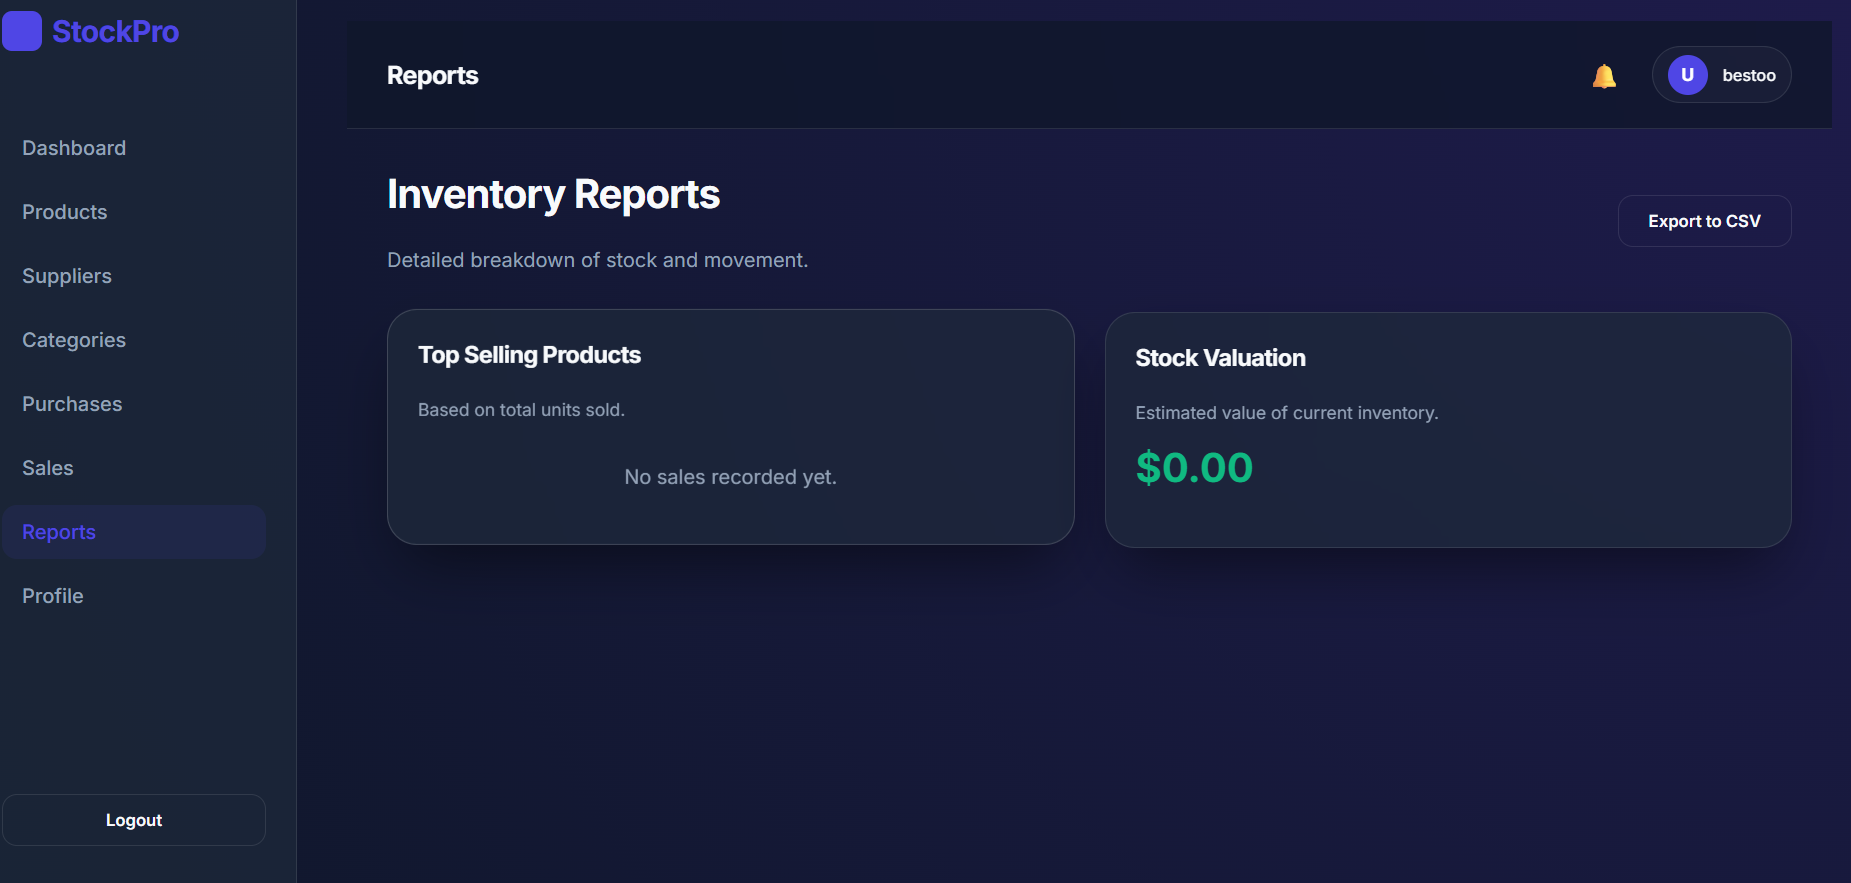 StockPro
Dashboard
Products
Suppliers
Categories
Purchases
Sales
Reports
Profile
Logout
Reports
U
bestoo
Inventory Reports
Detailed breakdown of stock and movement.
Export to CSV
Top Selling Products
Based on total units sold.
No sales recorded yet.
Stock Valuation
Estimated value of current inventory.
$0.00